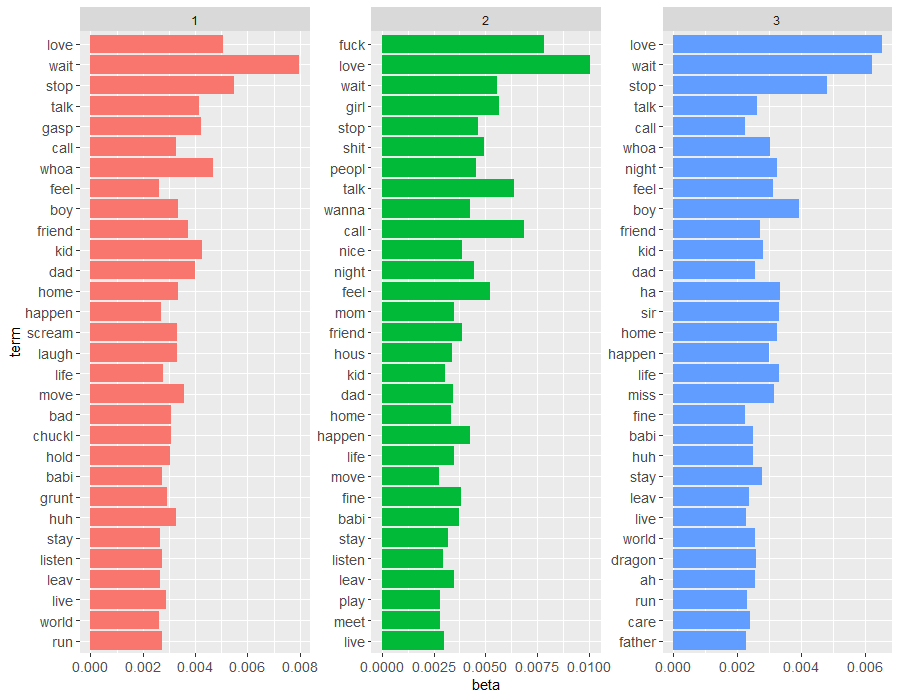 1
2
3
term
love
wait
stop
talk
gasp
call
whoa
feel
boy
friend
kid
dad
home
happen
scream
laugh
life
move
bad
chuckl
hold
babi
grunt
huh
stay
listen
leav
live
world
run
0.000 0.002 0.004 0.006 0.008
fuck
love
wait
girl
stop
shit
peopl
talk
wanna
call
nice
night
feel
mom
friend
hous
kid
dad
home
happen
life
move
fine
babi
stay
listen
leav
play
meet
live
0.0000 0.0025 0.0050 0.0075 0.0100
love
wait
stop
talk
call
whoa
night
feel
boy
friend
kid
dad
ha
sir
home
happen
life
miss
fine
babi
huh
stay
leav
live
world
dragon
ah
run
care
father
0.000 0.002 0.004 0.006
beta